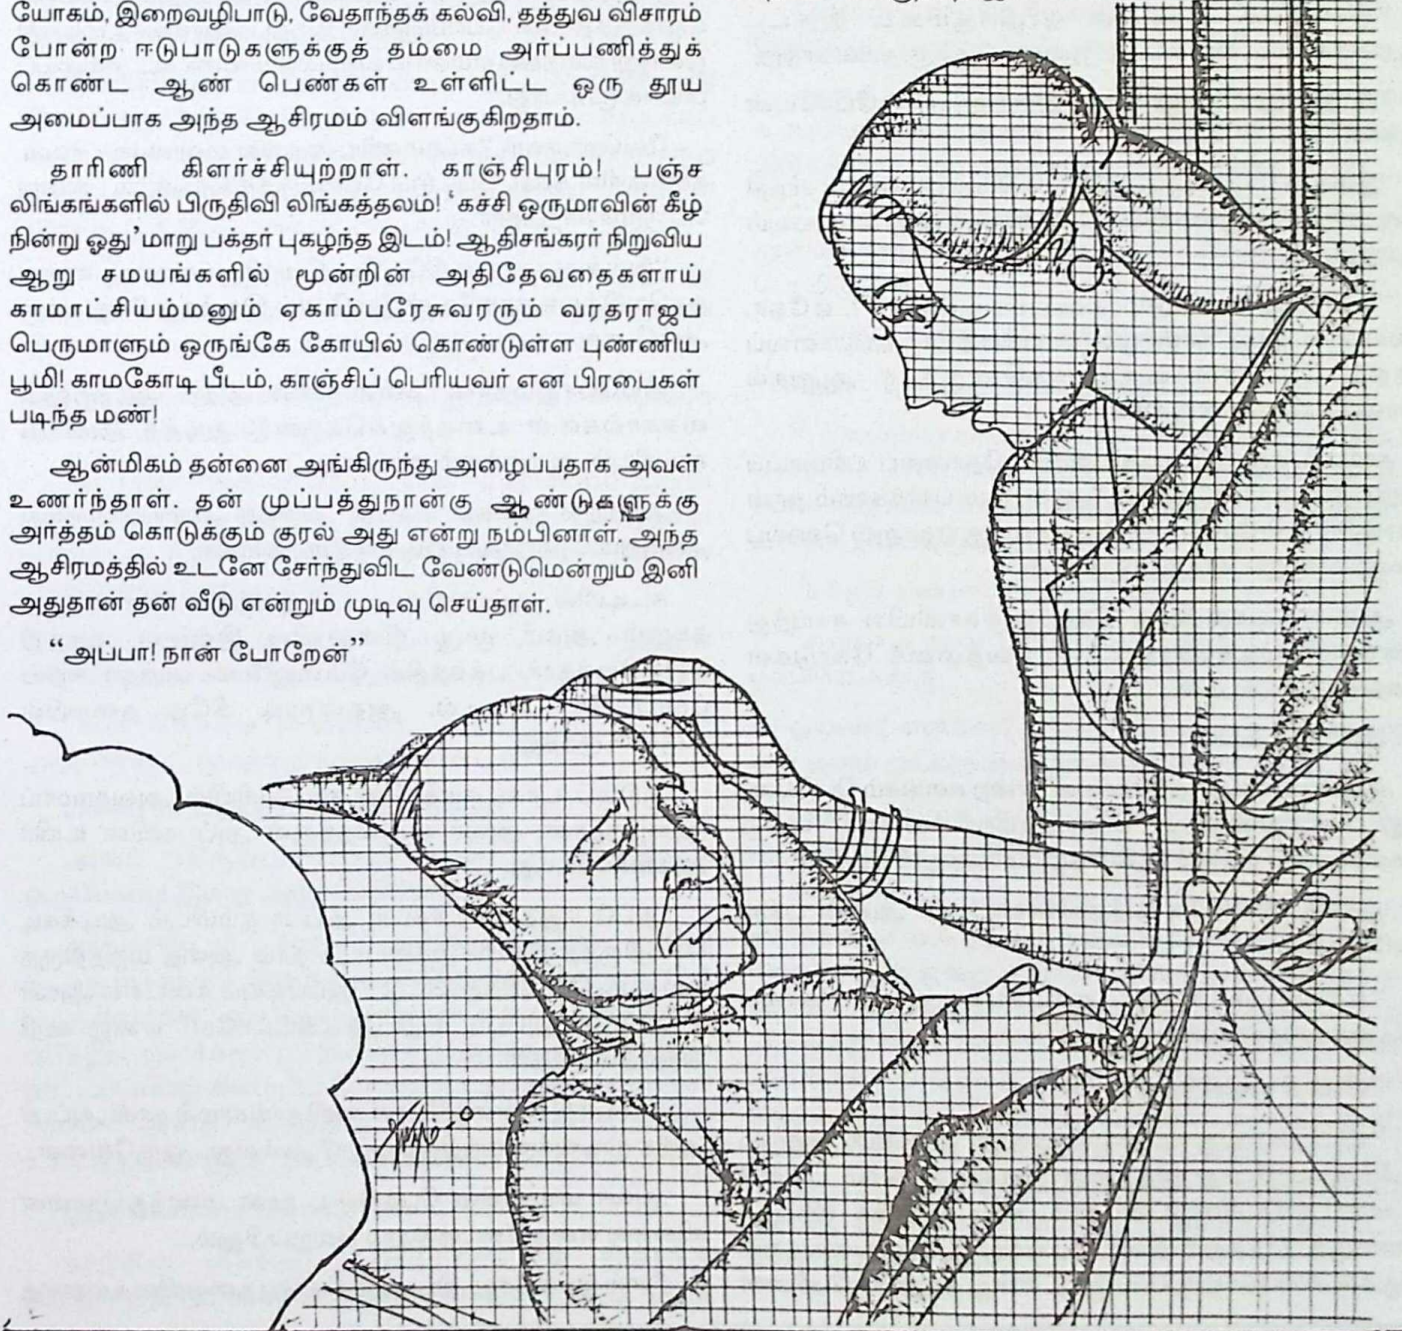 யோகம், இறைவழிபாடு, வேதாந்தக் கல்வி, தத்துவ விசாரம்
போன்ற ஈடுபாடுகளுக்குத் தம்மை அர்ப்பணித்துக்
கொண்ட ஆண் பெண்கள் உள்ளிட்ட ஒரு தூய
அமைப்பாக அந்த ஆசிரமம் விளங்குகிறதாம்.
தாரிணி கிளர்ச்சியுற்றாள். காஞ்சிபுரம்! பஞ்ச
லிங்கங்களில் பிருதிவி லிங்கத்தலம்! 'கச்சி ஒருமாவின் கீழ்
நின்று ஓது'மாறு பக்தர் புகழ்ந்த இடம்! ஆதிசங்கரர் நிறுவிய
ஆறு சமயங்களில் மூன்றின் அதிதேவதைகளாய்
காமாட்சியம்மனும் ஏகாம்பரேசுவரரும் வரதராஜப்
பெருமாளும் ஒருங்கே கோயில் கொண்டுள்ள புண்ணிய
பூமி! காமகோடி பீடம், காஞ்சிப் பெரியவர் என பிரபைகள்
படிந்த மண்!
ஆன்மிகம் தன்னை அங்கிருந்து அழைப்பதாக அவள்
உணர்ந்தாள். தன் முப்பத்துநான்கு ஆண்டுகளுக்கு
அர்த்தம் கொடுக்கும் குரல் அது என்று நம்பினாள். அந்த
ஆசிரமத்தில் உடனே சேர்ந்துவிட வேண்டுமென்றும் இனி
அதுதான் தன் வீடு என்றும் முடிவு செய்தாள்.
“அப்பா! நான் போறேன்”